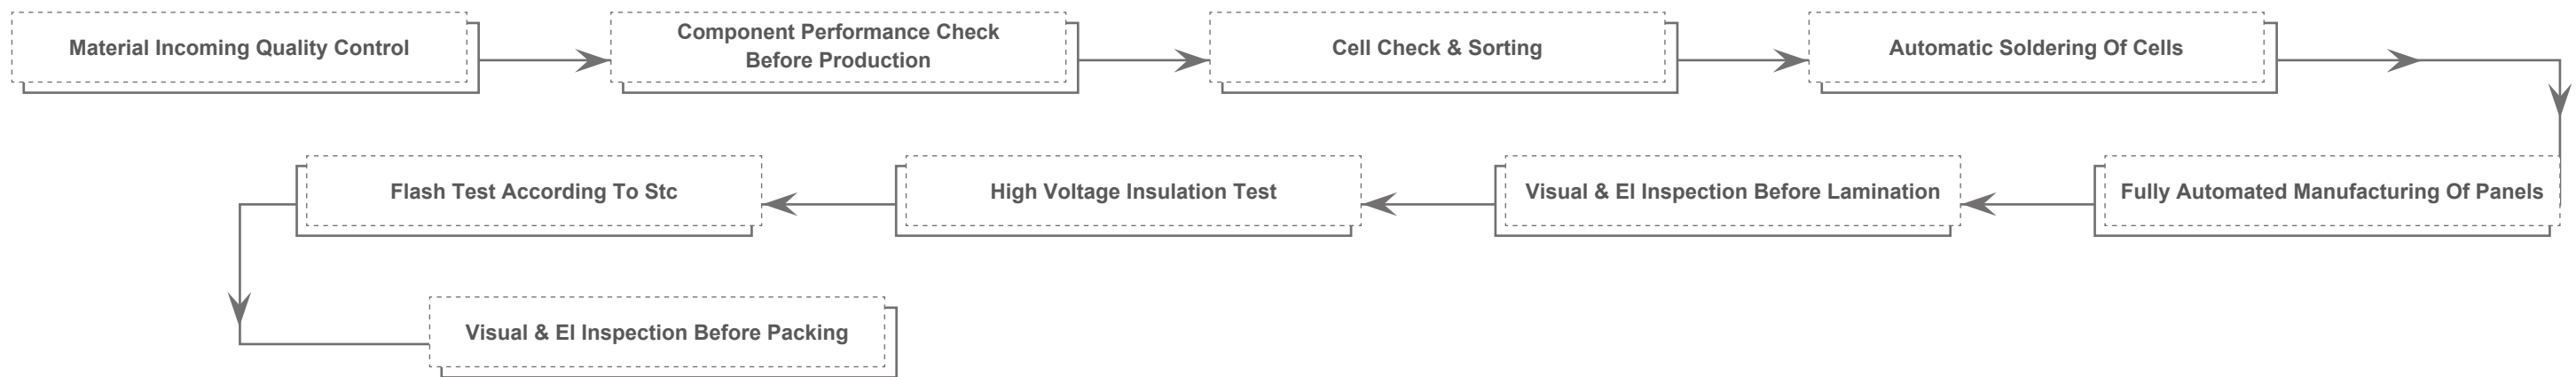 Material Incoming Quality Control
Component Performance Check
Before Production
Cell Check & Sorting
Automatic Soldering Of Cells
Fully Automated Manufacturing Of Panels
Visual & El Inspection Before Lamination
High Voltage Insulation Test
Flash Test According To Stc
Visual & El Inspection Before Packing